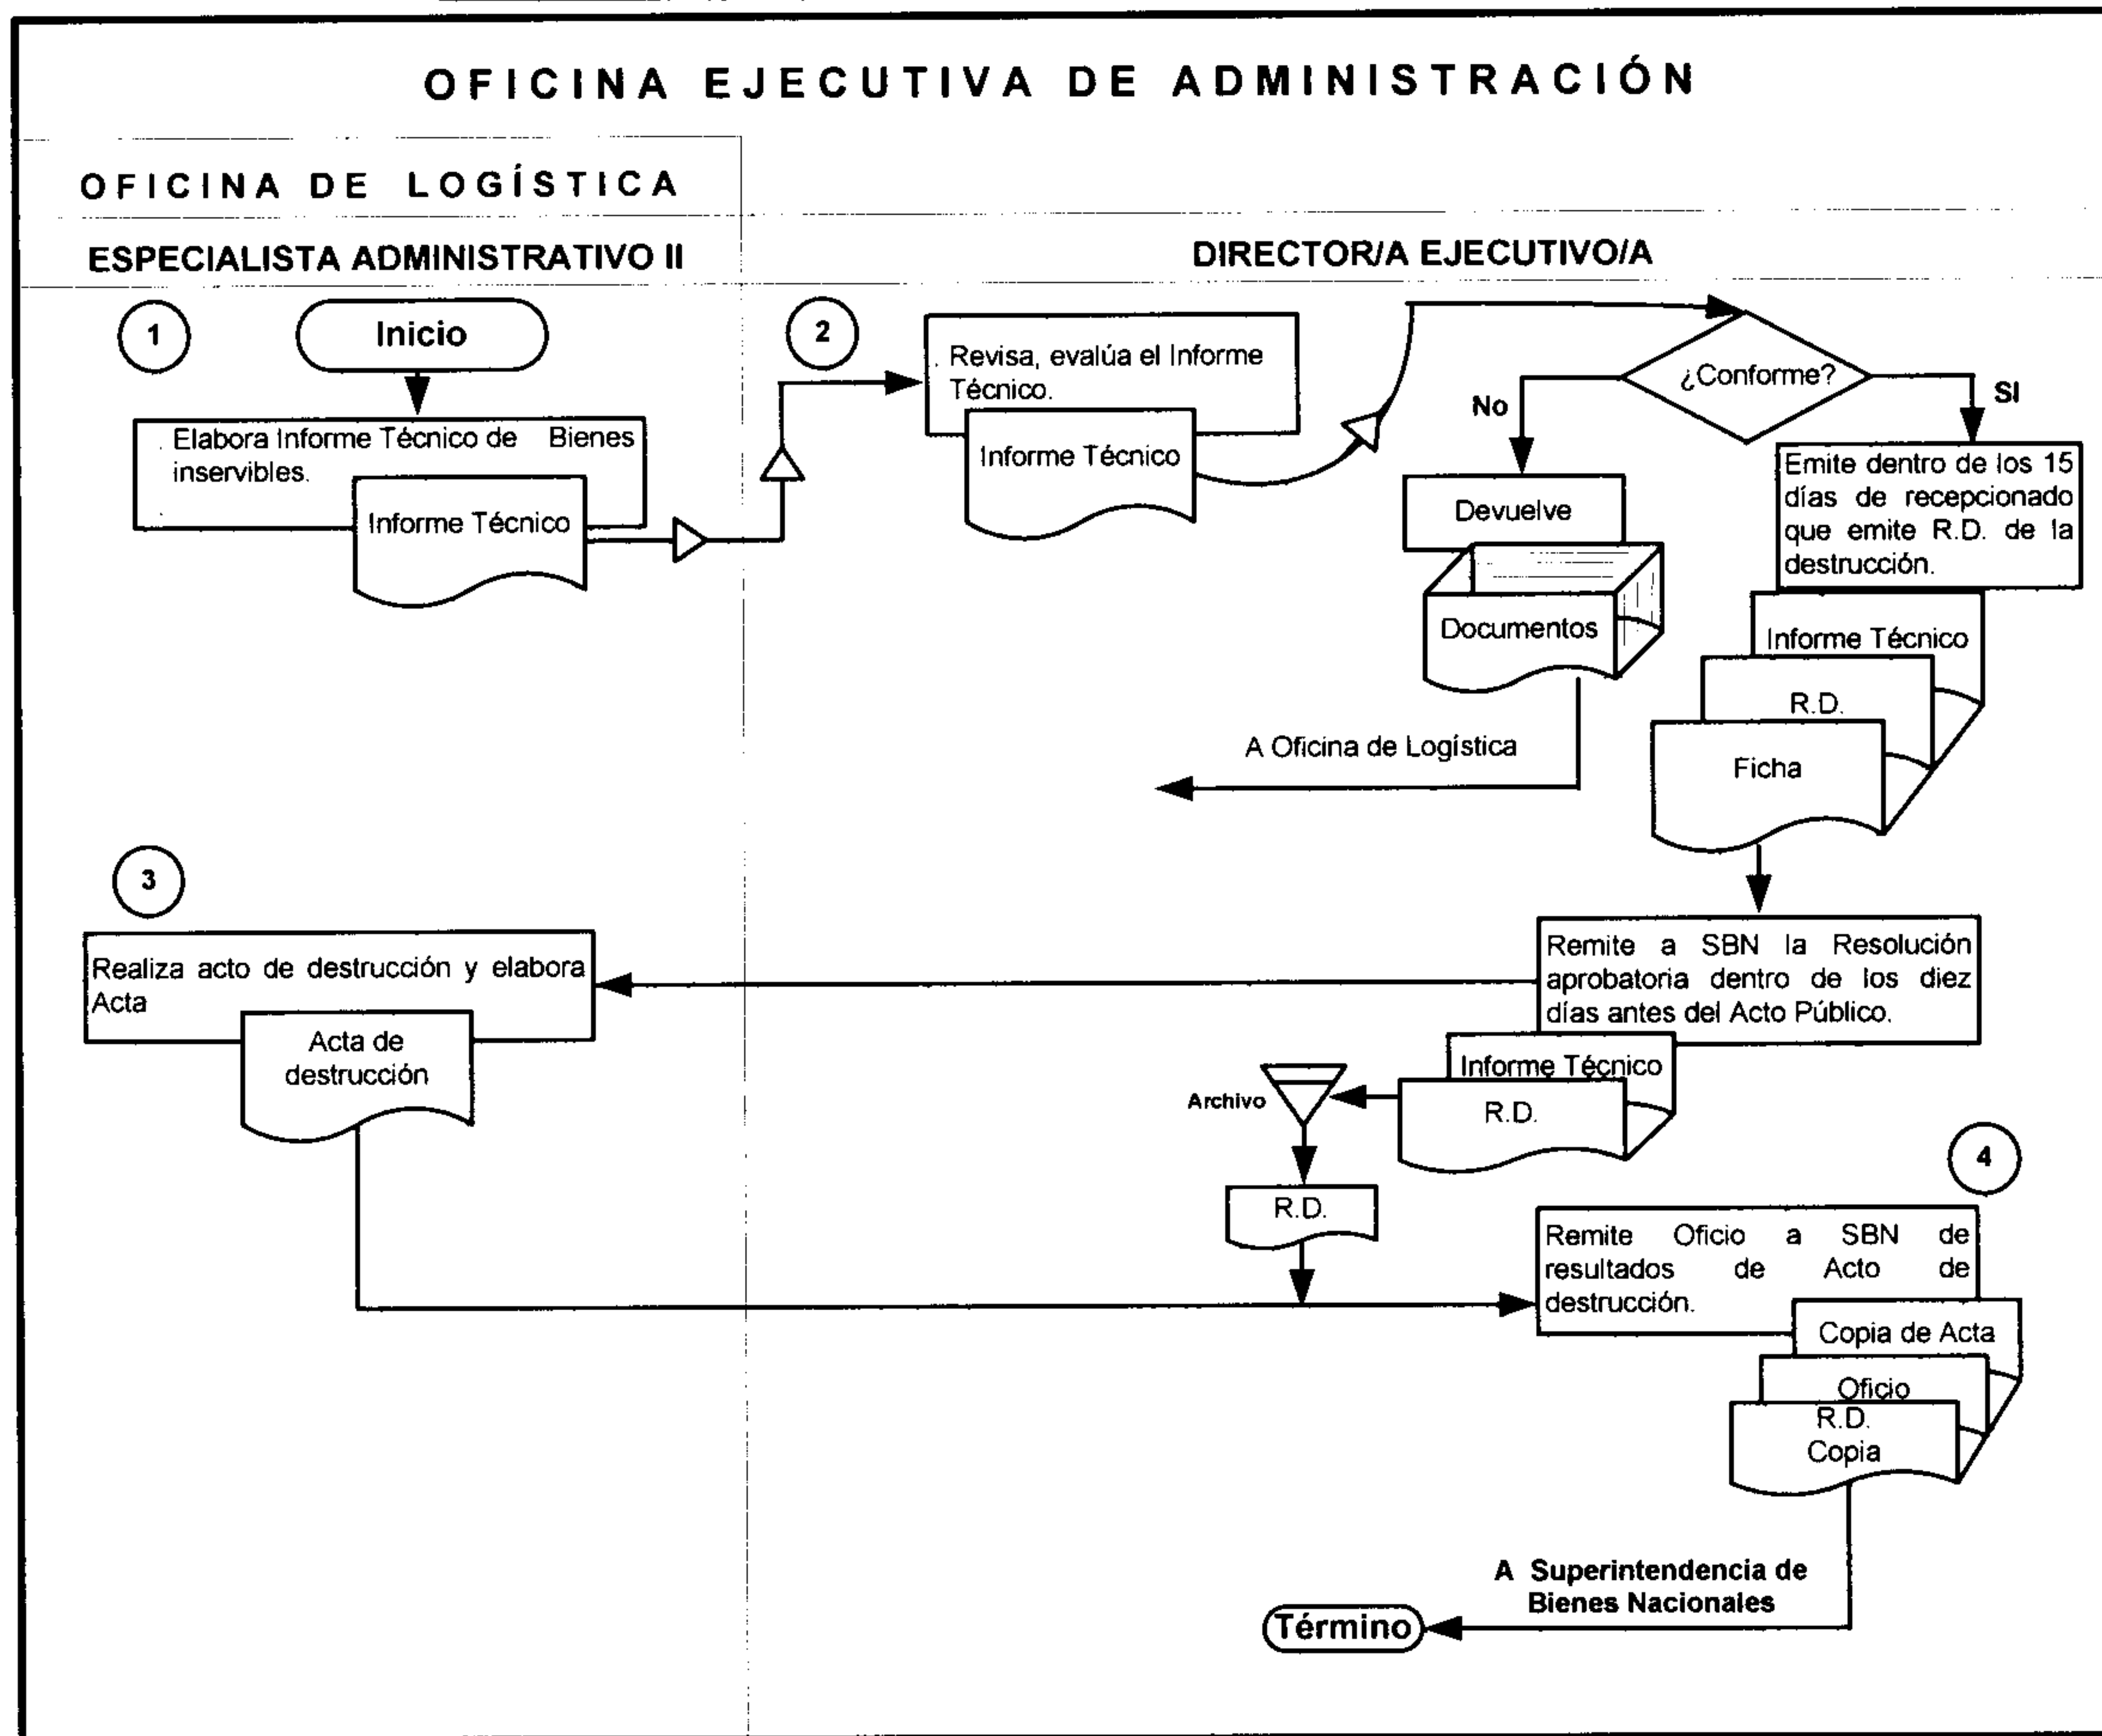 OFICINA EJECUTIVA DE ADMINISTRACIÓN
OFICINA DE LOGÍSTICA
ESPECIALISTA ADMINISTRATIVO II
DIRECTOR/A EJECUTIVO/A
1
Inicio
. Elabora Informe Técnico de Bienes
inservibles.
.
Informe Técnico
2
. Revisa, evalúa el Informe
Técnico.
Informe Técnico
¿Conforme?
No
SI
Devuelve
Documentos
A Oficina de Logística
Emite dentro de los 15
días de recepcionado
que emite R.D. de la
destrucción.
Informe Técnico
R.D.
Ficha
3
Realiza acto de destrucción y elabora
Acta
Acta de
destrucción
Remite a SBN la Resolución
aprobatoria dentro de los diez
días antes del Acto Público.
Informe Técnico
R.D.
Archivo
R.D.
4
Remite Oficio a SBN de
resultados de Acto de
destrucción.
Copia de Acta
Oficio
R.D.
Copia
A Superintendencia de
Bienes Nacionales
Término